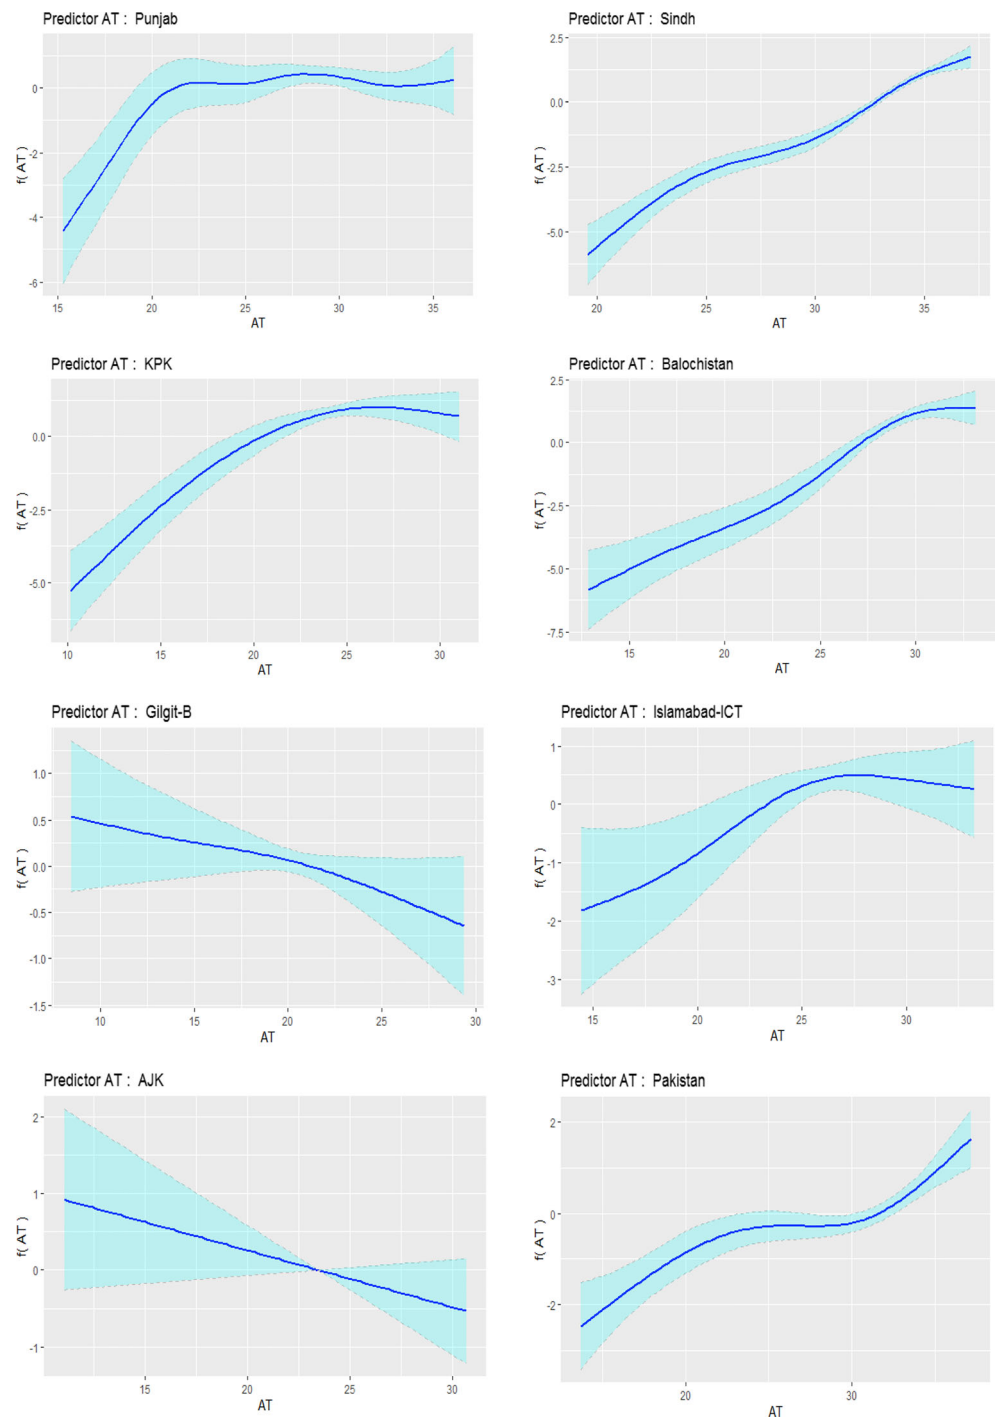 Predictor AT : Punjab
0
-2
-4
-6
f( AT )
15 20 25 30 35
AT
Predictor AT : Sindh
2.5
0.0
-2.5
-5.0
f( AT )
20 25 30 35
AT
Predictor AT : KPK
0.0
-2.5
-5.0
f( AT )
10 15 20 25 30
AT
Predictor AT : Balochistan
2.5
0.0
-2.5
-5.0
-7.5
f( AT )
15 20 25 30
AT
Predictor AT : Gilgit-B
1.0
0.5
0.0
-0.5
-1.0
-1.5
f( AT )
10 15 20 25 30
AT
Predictor AT : Islamabad-ICT
1
0
-1
-2
-3
f( AT )
15 20 25 30
AT
Predictor AT : AJK
2
1
0
-1
f( AT )
15 20 25 30
AT
Predictor AT : Pakistan
2
0
-2
f( AT )
20 30
AT